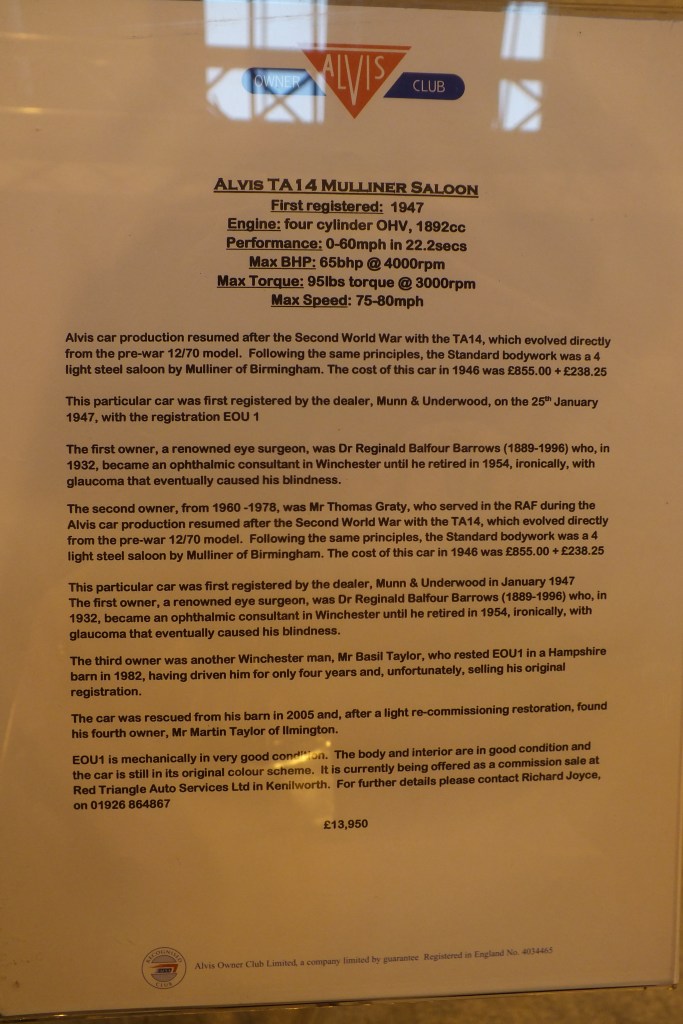 OWNER ALVIS CLUB
ALVIS TA14 MULLINER SALOON
First registered: 1947
Engine: four cylinder OHV, 1892cc
Performance: 0-60mph in 22.2secs
Max BHP: 65bhp @ 4000rpm
Max Torque: 95lbs torque @ 3000rpm
Max Speed: 75-80mph
Alvis car production resumed after the Second World War with the TA14, which evolved directly
from the pre-war 12/70 model. Following the same principles, the Standard bodywork was a 4
light steel saloon by Mulliner of Birmingham. The cost of this car in 1946 was £855.00 + £238.25
This particular car was first registered by the dealer, Munn & Underwood, on the 25th January
1947, with the registration EOU 1
The first owner, a renowned eye surgeon, was Dr Reginald Balfour Barrows (1889-1996) who, in
1932, became an ophthalmic consultant in Winchester until he retired in 1954, ironically, with
glaucoma that eventually caused his blindness.
The second owner, from 1960 -1978, was Mr Thomas Graty, who served in the RAF during the
Alvis car production resumed after the Second World War with the TA14, which evolved directly
from the pre-war 12/70 model. Following the same principles, the Standard bodywork was a 4
light steel saloon by Mulliner of Birmingham. The cost of this car in 1946 was £855.00 + £238.25
This particular car was first registered by the dealer, Munn & Underwood in January 1947
The first owner, a renowned eye surgeon, was Dr Reginald Balfour Barrows (1889-1996) who, in
1932, became an ophthalmic consultant in Winchester until he retired in 1954, ironically, with
glaucoma that eventually caused his blindness.
The third owner was another Winchester man, Mr Basil Taylor, who rested EOU1 in a Hampshire
barn in 1982, having driven him for only four years and, unfortunately, selling his original
registration.
The car was rescued from his barn in 2005 and, after a light re-commissioning restoration, found
his fourth owner, Mr Martin Taylor of Ilmington.
EOU1 is mechanically in very good condition. The body and interior are in good condition and
the car is still in its original colour scheme. It is currently being offered as a commission sale at
Red Triangle Auto Services Ltd in Kenilworth. For further details please contact Richard Joyce,
on 01926 864867
£13,950
RECOGNISED
CLUB
Alvis Owner Club Limited, a company limited by guarantee Registered in England No. 4034465